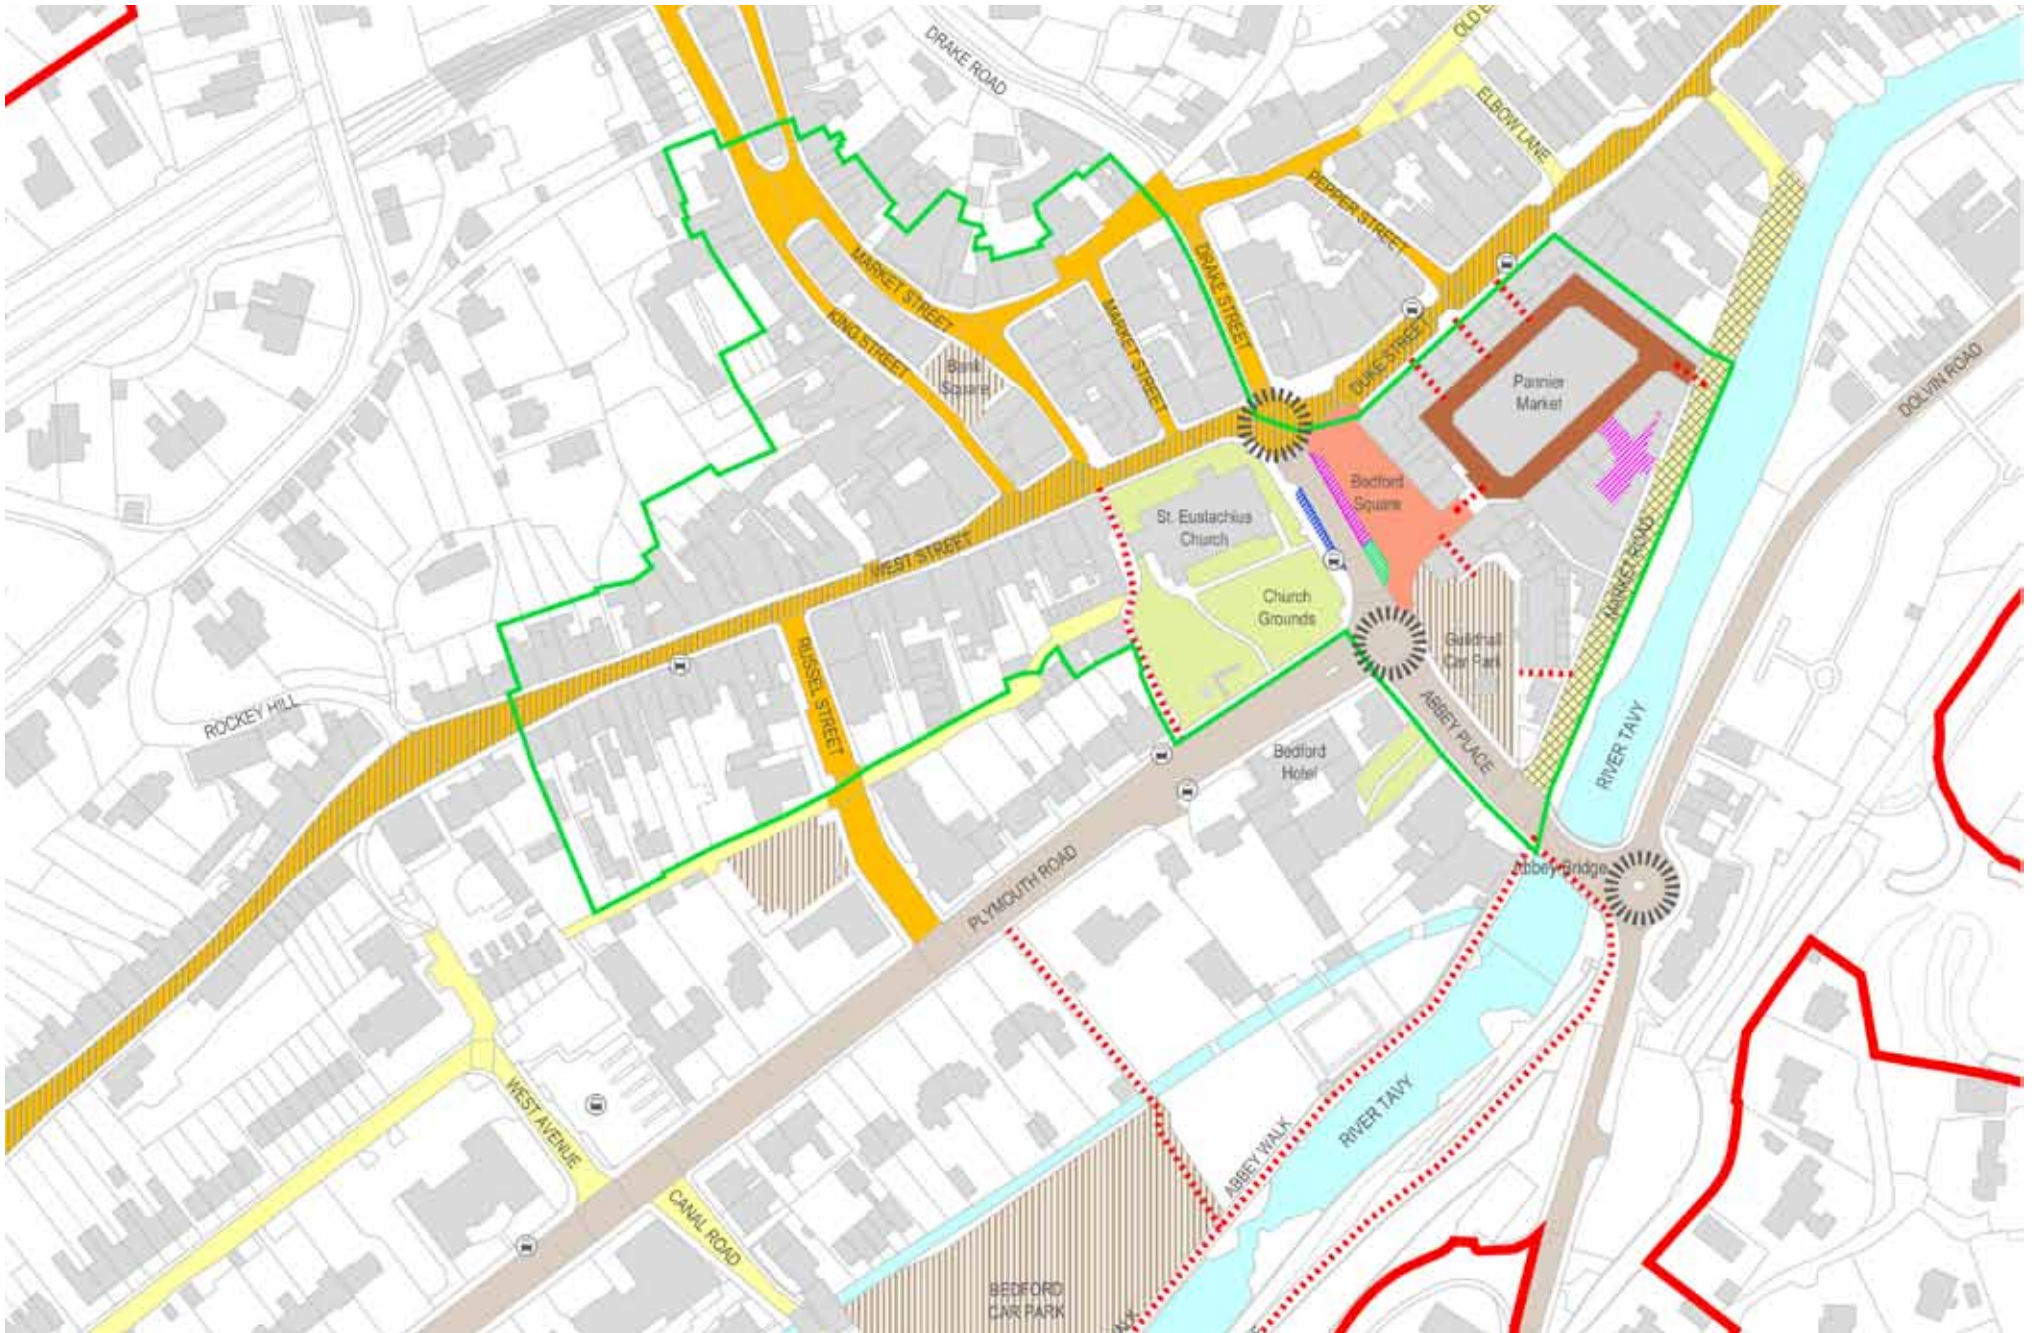 DRAKE ROAD
ELBOW LANE
PEPPER STREET
DRAKE STREET
MARKET STREET
KING STREET
MARKET STREET
DUKE STREET
DOLVIN ROAD
Bank
Square
Pannier
Market
Bedford
Square
St. Eustachius
Church
WEST STREET
MARKET ROAD
Church
Grounds
Guildhall
Car Park
RUSSEL STREET
ROCKEY HILL
ABBEY PLACE
RIVER TAVY
Bedford
Hotel
Abbey Bridge
PLYMOUTH ROAD
WEST AVENUE
RIVER TAVY
ABBEY WALK
CANAL ROAD
BEDFORD
CAR PARK